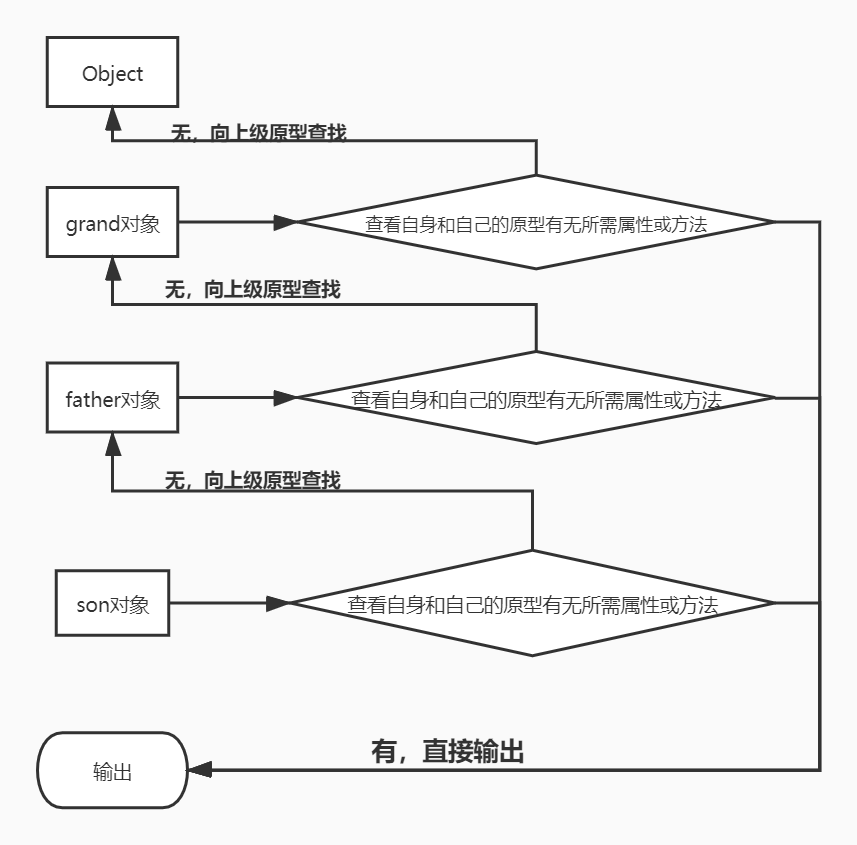 Object
无，向上级原型查找
grand对象
查看自身和自己的原型有无所需属性或方法
无，向上级原型查找
father对象
查看自身和自己的原型有无所需属性或方法
无，向上级原型查找
son对象
查看自身和自己的原型有无所需属性或方法
有，直接输出
输出